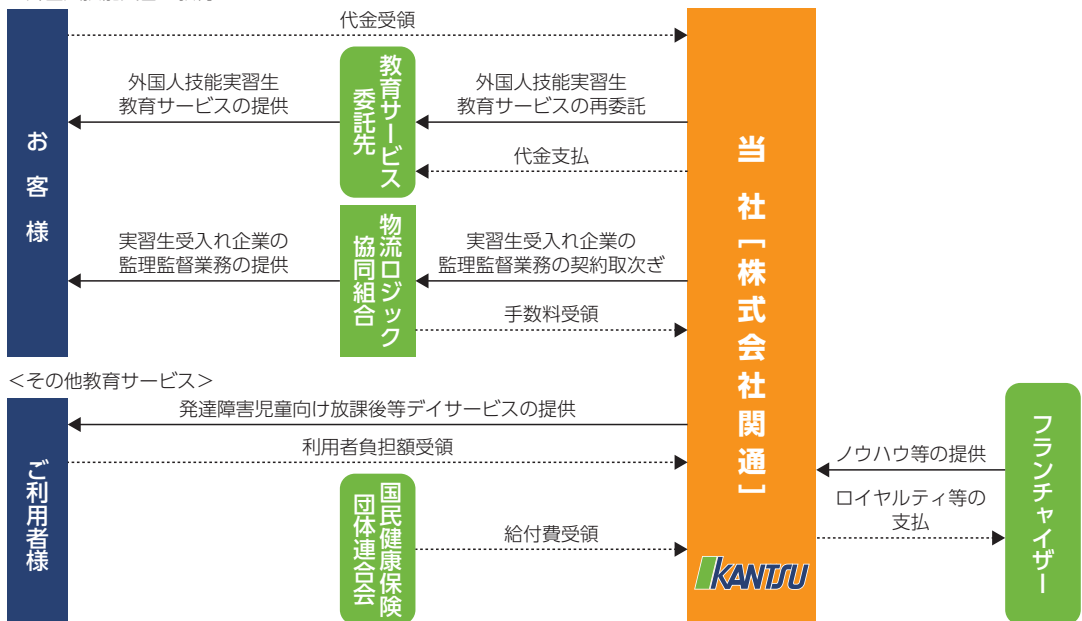 代金受領
お客様
外国人技能実習生
教育サービスの提供
教育サービス
委託先
外国人技能実習生
教育サービスの再委託
代金支払
実習生受入れ企業の
監理監督業務の提供
物流ロジック
協同組合
実習生受入れ企業の
監理監督業務の契約取次ぎ
手数料受領
当社［株式会社関通］
KANTSU
＜その他教育サービス＞
ご利用者様
発達障害児童向け放課後等デイサービスの提供
利用者負担額受領
国民健康保険
団体連合会
給付費受領
ノウハウ等の提供
ロイヤルティ等の
支払
フランチャイザー